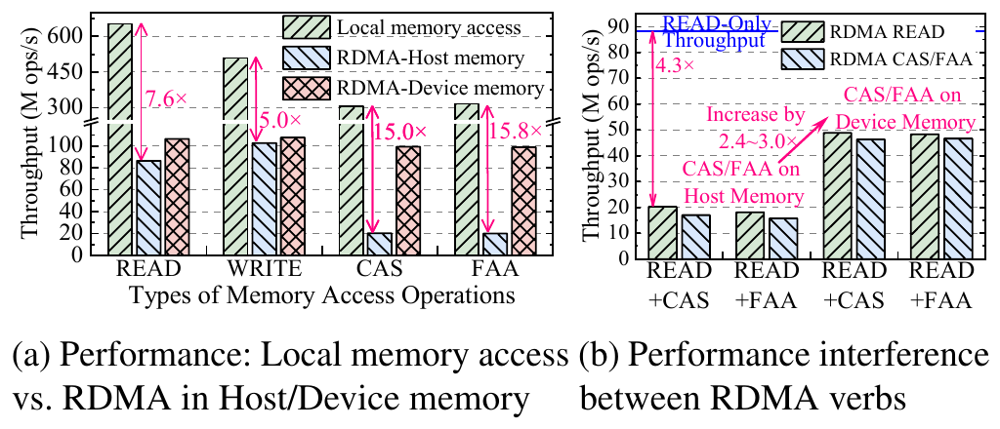 Throughput (M ops/s)
600
450
300
100
80
60
40
20
0
Local memory access
RDMA-Host memory
RDMA-Device memory
7.6×
5.0×
15.0×
15.8×
READ
WRITE
CAS
FAA
Types of Memory Access Operations
(a) Performance: Local memory access
vs. RDMA in Host/Device memory
Throughput (M ops/s)
90
80
70
60
50
40
30
20
10
0
READ-Only
Throughput
RDMA READ
RDMA CAS/FAA
4.3×
Increase by
2.4~3.0×
CAS/FAA on
Device Memory
CAS/FAA on
Host Memory
READ
+CAS
READ
+FAA
READ
+CAS
READ
+FAA
(b) Performance interference
between RDMA verbs